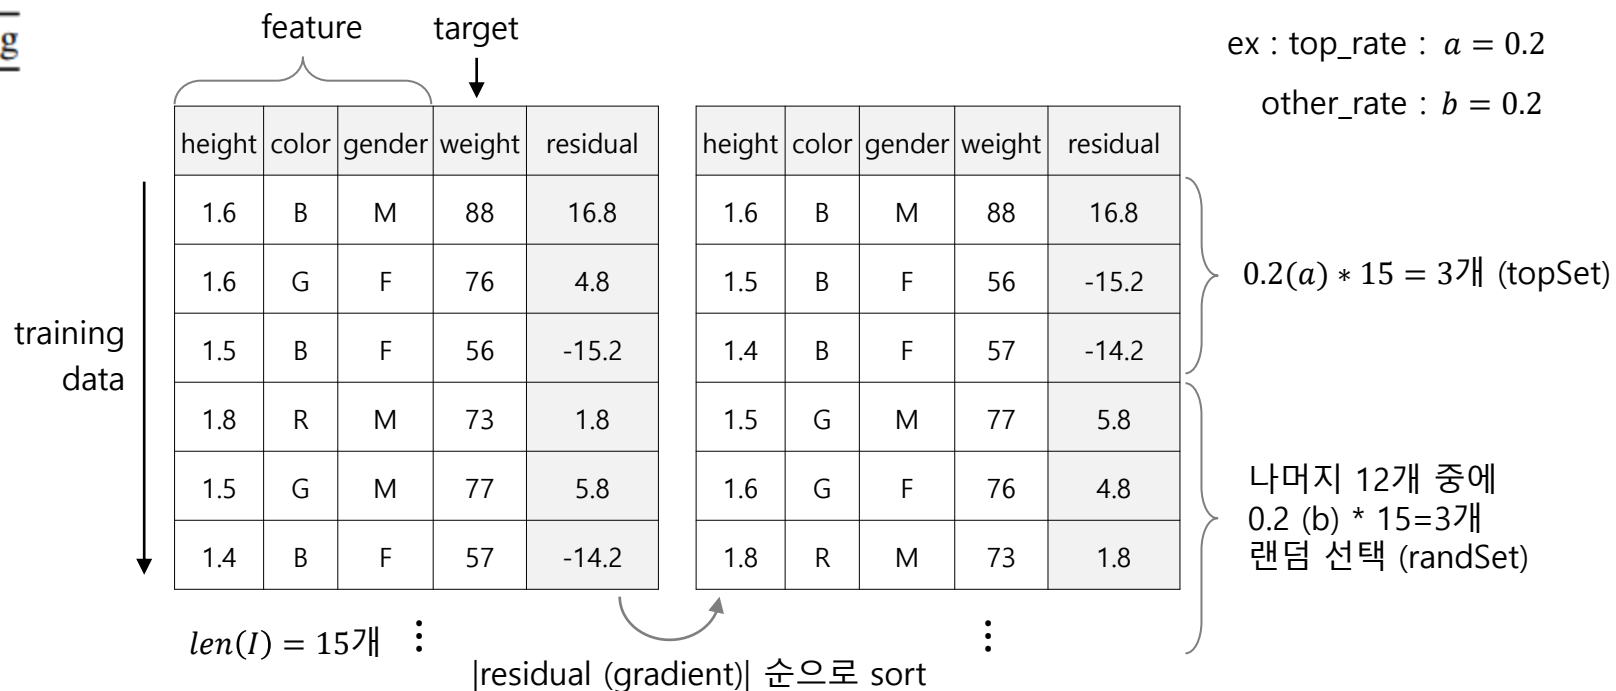 g
feature
target
ex : top_rate : a = 0.2
other_rate : b = 0.2
height color gender weight residual
1.6 B M 88 16.8
1.6 G F 76 4.8
1.5 B F 56 -15.2
1.8 R M 73 1.8
1.5 G M 77 5.8
1.4 B F 57 -14.2
training
data
len(I) = 15개
⋮
height color gender weight residual
1.6 B M 88 16.8
1.5 B F 56 -15.2
1.4 B F 57 -14.2
1.5 G M 77 5.8
1.6 G F 76 4.8
1.8 R M 73 1.8
⋮
0.2(a) ∗ 15 = 3개 (topSet)
나머지 12개 중에
0.2 (b) * 15=3개
랜덤 선택 (randSet)
|residual (gradient)| 순으로 sort